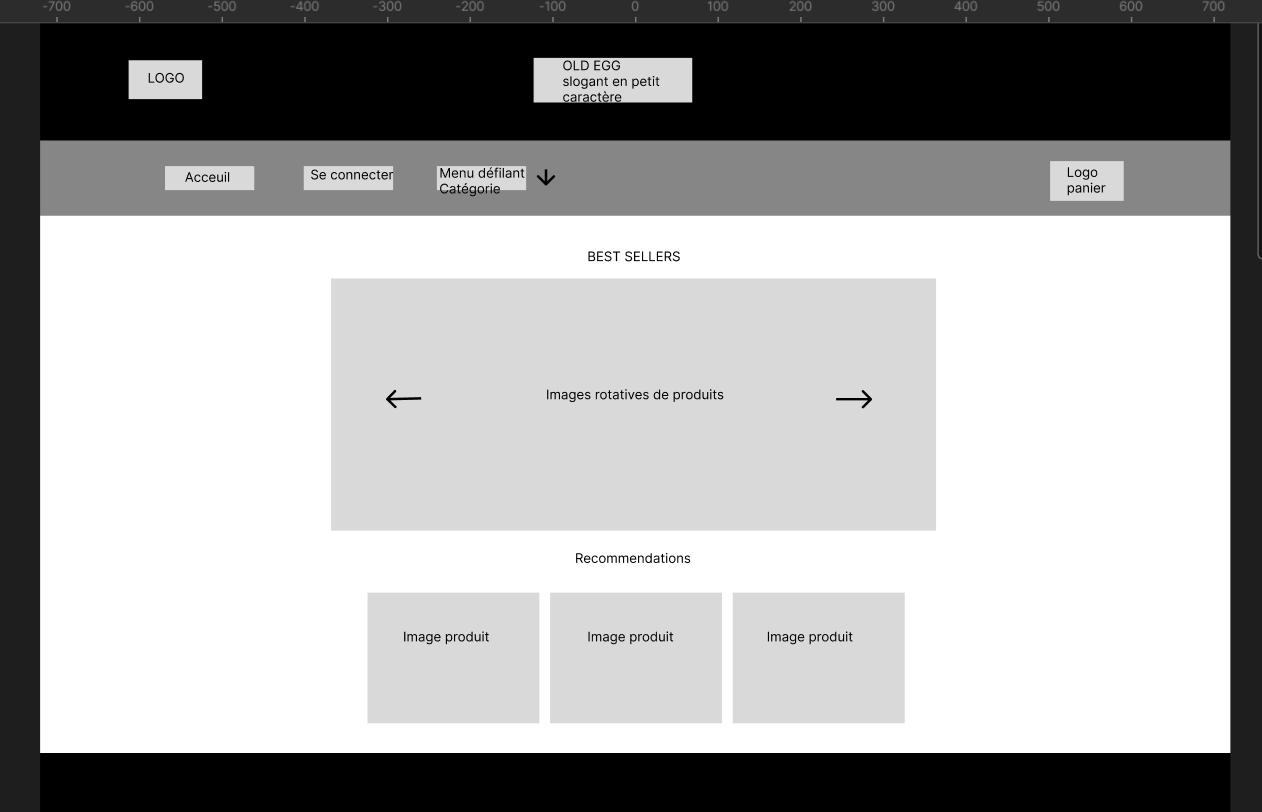 -700 -600 -500 -400 -300 -200 -100 0 100 200 300 400 500 600 700
LOGO
OLD EGG
slogant en petit
caractère
Acceuil
Se connecter
Menu défilant
Catégorie
Logo
panier
BEST SELLERS
Images rotatives de produits
Recommendations
Image produit
Image produit
Image produit